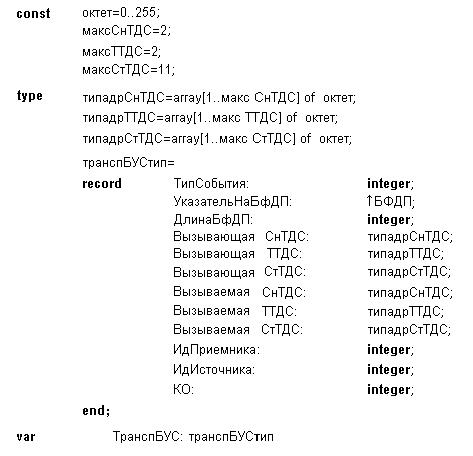 const октет=0..255;
максСнТДС=2;
максТТДС=2;
максСтТДС=11;
type типадрСнТДС=array[1..макс СнТДС] of октет;
типадрТТДС=array[1..макс ТТДС] of октет;
типадрСтТДС=array[1..макс СтТДС] of октет;
транспБУСтип=
record ТипСобытия: integer;
УказательНаБфДП: ↑БФДП;
ДлинаБфДП: integer;
Вызывающая СнТДС: типадрСнТДС;
Вызывающая ТТДС: типадрТТДС;
Вызывающая СтТДС: типадрСтТДС;
Вызываемая СнТДС: типадрСнТДС;
Вызываемая ТТДС: типадрТТДС;
Вызываемая СтТДС: типадрСтТДС;
ИдПриемника: integer;
ИдИсточника: integer;
КО: integer;
end;
var ТранспБУС: транспБУСтип